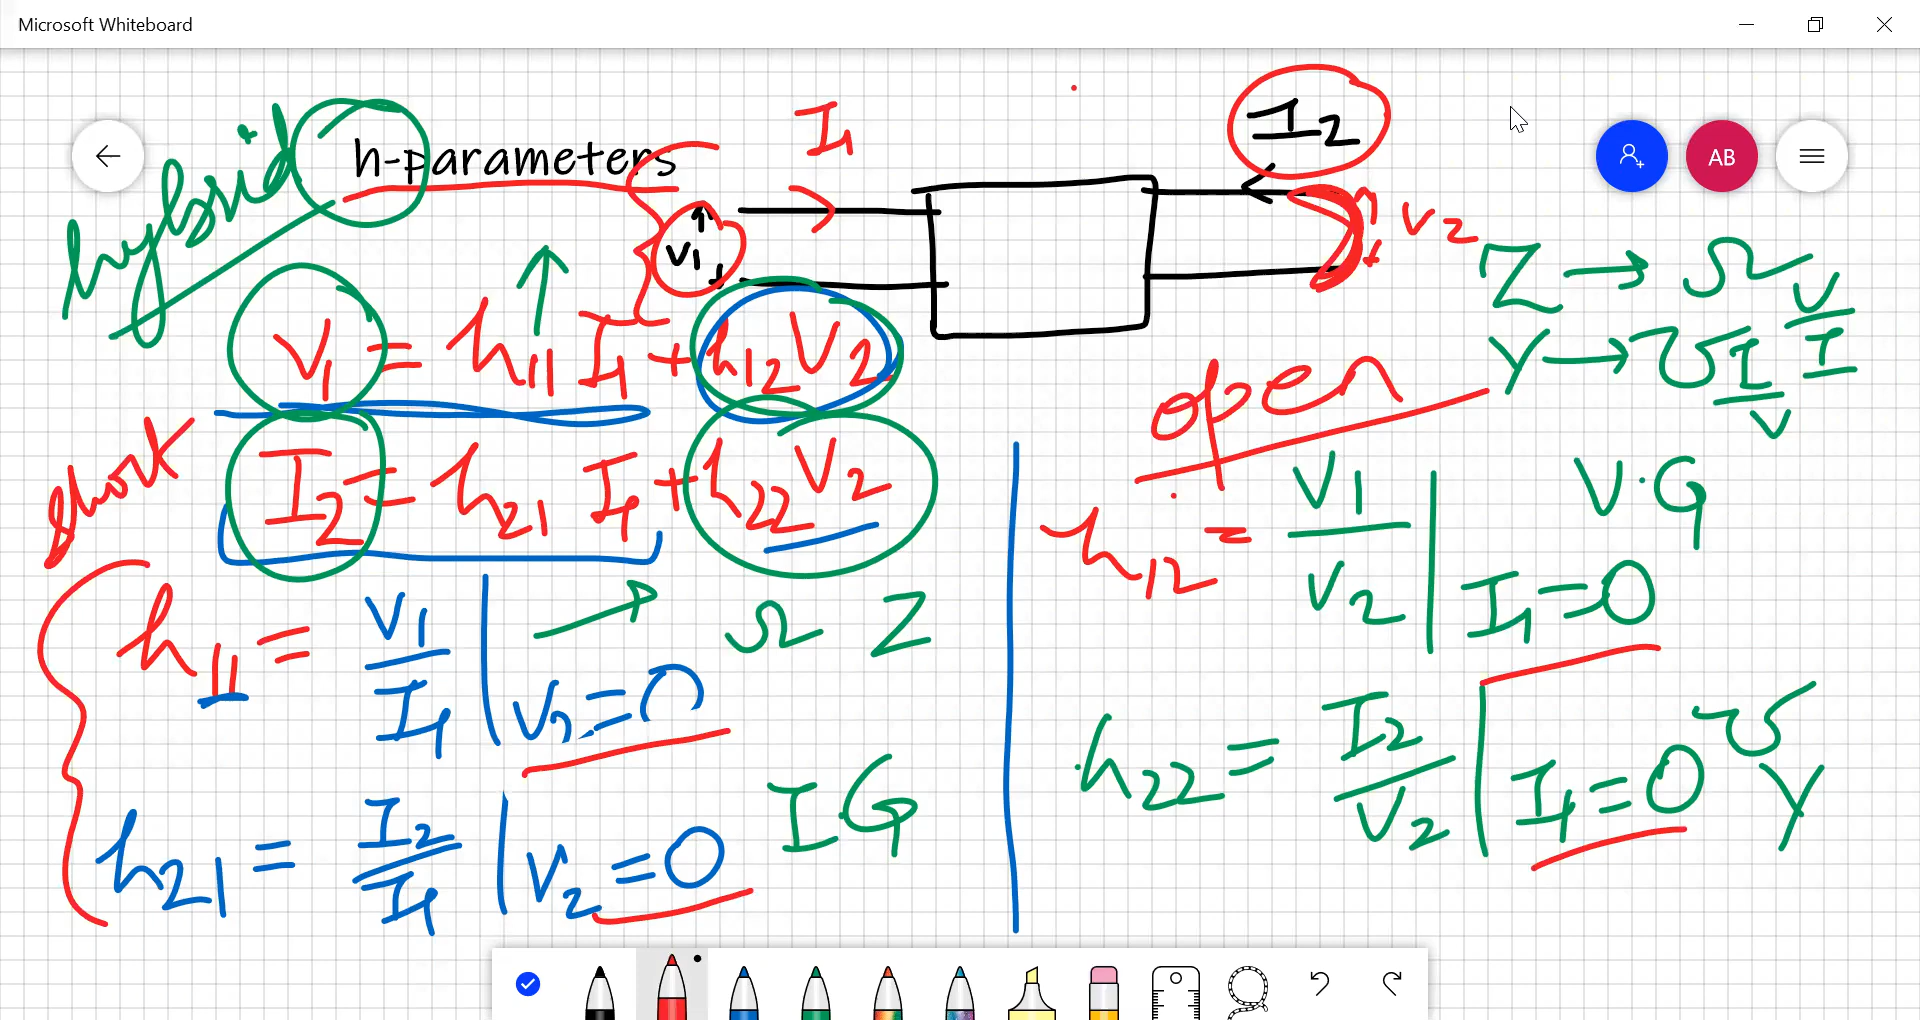 Microsoft Whiteboard
AB
hybrid
h-parameters
I1
I2
V1
V2
Z → Ω V/I
Y → ℧ I/V
V1 = h11 I1 + h12 V2
I2 = h21 I1 + h22 V2
short
h11 = V1/I1 | V2=0 → Ω Z
h21 = I2/I1 | V2=0 IG
open
h12 = V1/V2 | I1=0 V.G
h22 = I2/V2 | I1=0 ℧ Y